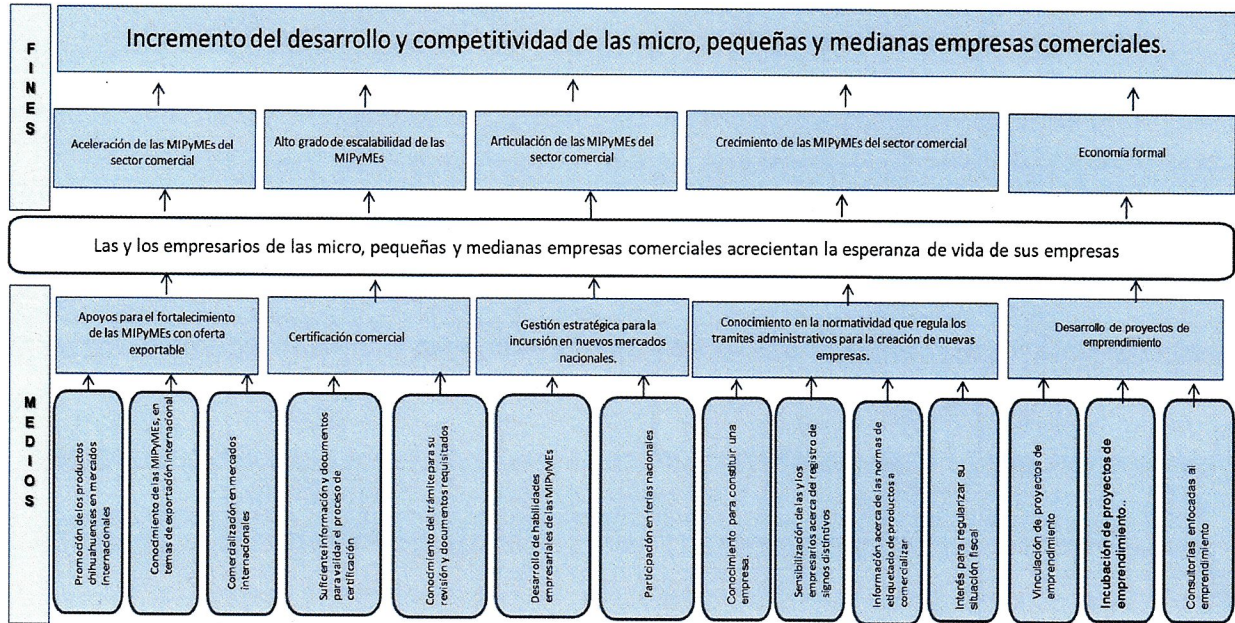 FINES
Incremento del desarrollo y competitividad de las micro, pequeñas y medianas empresas comerciales.
Aceleración de las MIPyMEs del
sector comercial
Alto grado de escalabilidad de las
MIPyMEs
Articulación de las MIPyMEs del
sector comercial
Crecimiento de las MIPyMEs del sector comercial
Economía formal
Las y los empresarios de las micro, pequeñas y medianas empresas comerciales acrecientan la esperanza de vida de sus empresas
MEDIOS
Apoyos para el fortalecimiento
de las MIPyMEs con oferta
exportable
Certificación comercial
Gestión estratégica para la
incursión en nuevos mercados
nacionales.
Conocimiento en la normatividad que regula los
tramites administrativos para la creación de nuevas
empresas.
Desarrollo de proyectos de
emprendimiento
Promoción de los productos
chihuahuenses en mercados
Internacionales
Conocimiento de las MIPyMEs, en
temas de exportación Internacional
Comercialización en mercados
internacionales
Suficiente información y documentos
para validar el proceso de
certificación
Conocimiento del trámite para su
revisión y documentos requisitados
Desarrollo de habilidades
empresariales de las MIPyMEs
Participación en ferias nacionales
Conocimiento para constituir una
empresa.
Sensibilización de las y los
empresarios acerca del registro de
signos distintivos
Información acerca de las normas de
etiquetado de productos a
comercializar
Interés para regularizar su
situación fiscal
Vinculación de proyectos de
emprendimiento
Incubación de proyectos de
emprendimiento..
Consultorías enfocadas al
emprendimiento